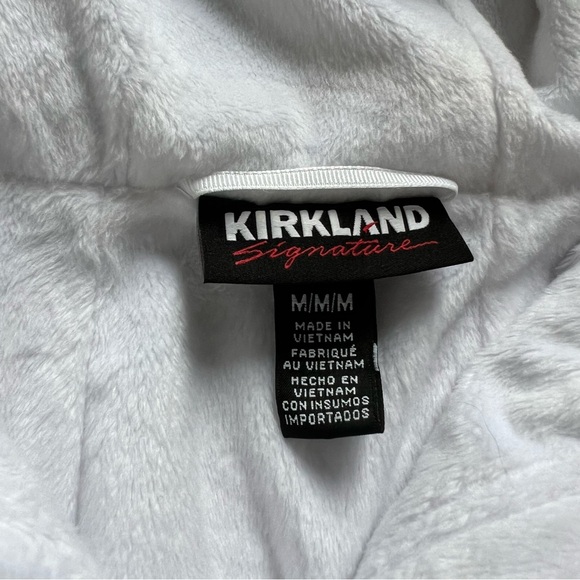 KIRKLAND
Signature
M/M/M
MADE IN
VIETNAM
FABRIQUÉ
AU VIETNAM
HECHO EN
VIETNAM
CON INSUMOS
IMPORTADOS